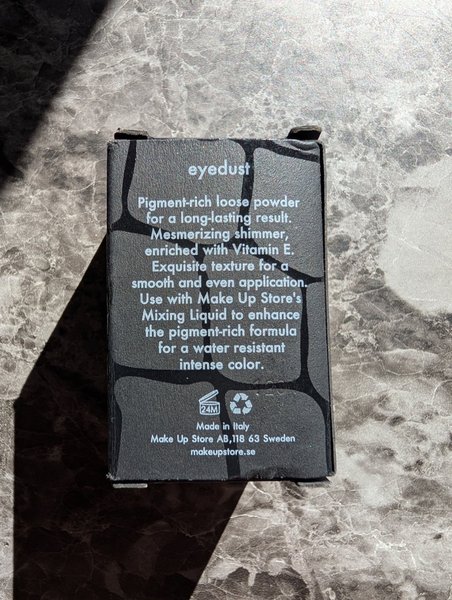 eyedust
Pigment-rich loose powder
for a long-lasting result.
Mesmerizing shimmer,
enriched with Vitamin E.
Exquisite texture for a
smooth and even application.
Use with Make Up Store's
Mixing Liquid to enhance
the pigment-rich formula
for a water resistant
intense color.
24M
Made in Italy
Make Up Store AB,118 63 Sweden
makeupstore.se